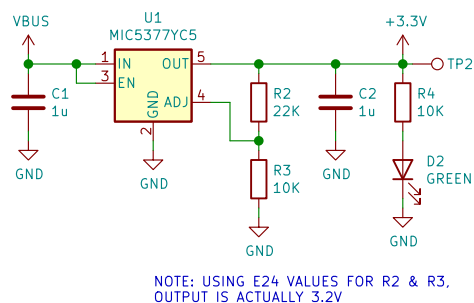 U1
MIC5377YC5
VBUS
+3.3V
1 IN OUT 5
3 EN
TP2
C1
1u
GND
ADJ 4
2
R2
22K
C2
1u
R4
10K
GND
GND
GND
R3
10K
D2
GREEN
GND
GND
NOTE: USING E24 VALUES FOR R2 & R3,
OUTPUT IS ACTUALLY 3.2V